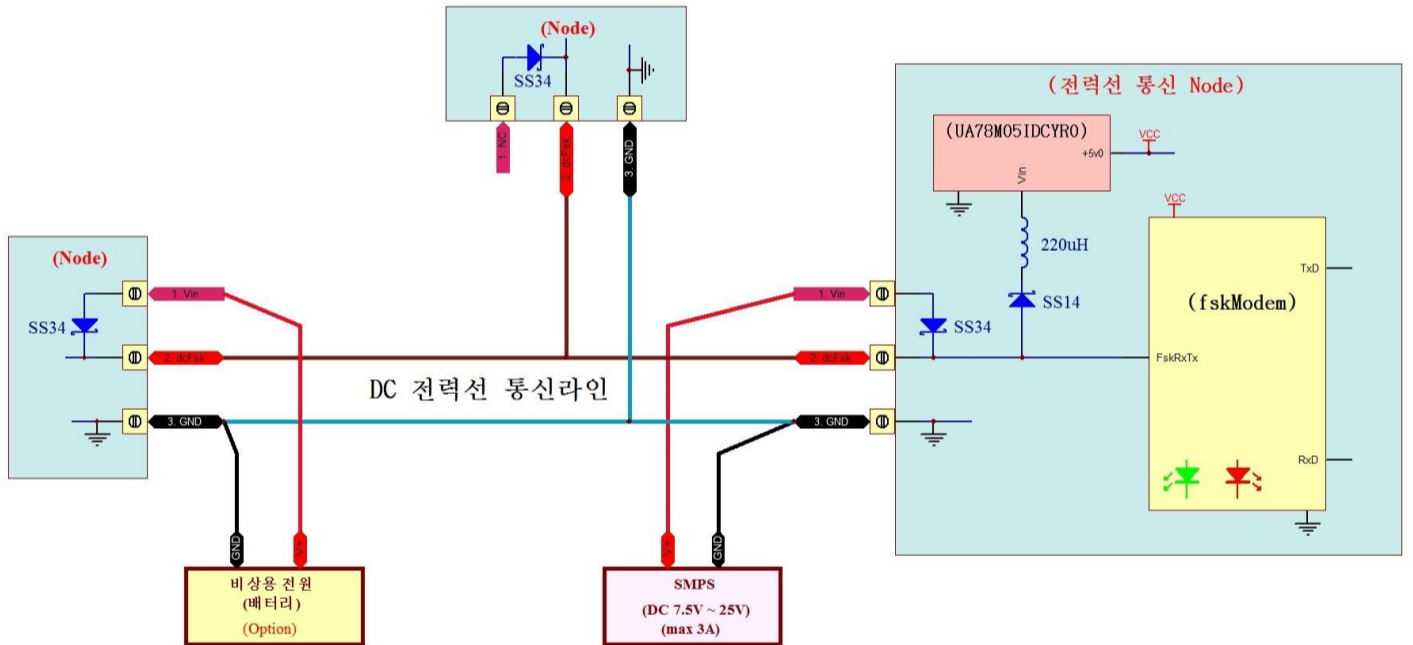 (Node)
SS34
1. NC
2. dcFsk
3. GND
(전력선 통신 Node)
(UA78M05IDCYRO)
+5v0
VCC
Vin
220uH
SS14
VCC
TxD
(fskModem)
FskRxTx
RxD
(Node)
SS34
1. Vin
2. dcFsk
3. GND
1. Vin
SS34
2. dcFsk
3. GND
DC 전력선 통신라인
GND
V+
비상용 전원
(배터리)
(Option)
V+
GND
SMPS
(DC 7.5V ~ 25V)
(max 3A)